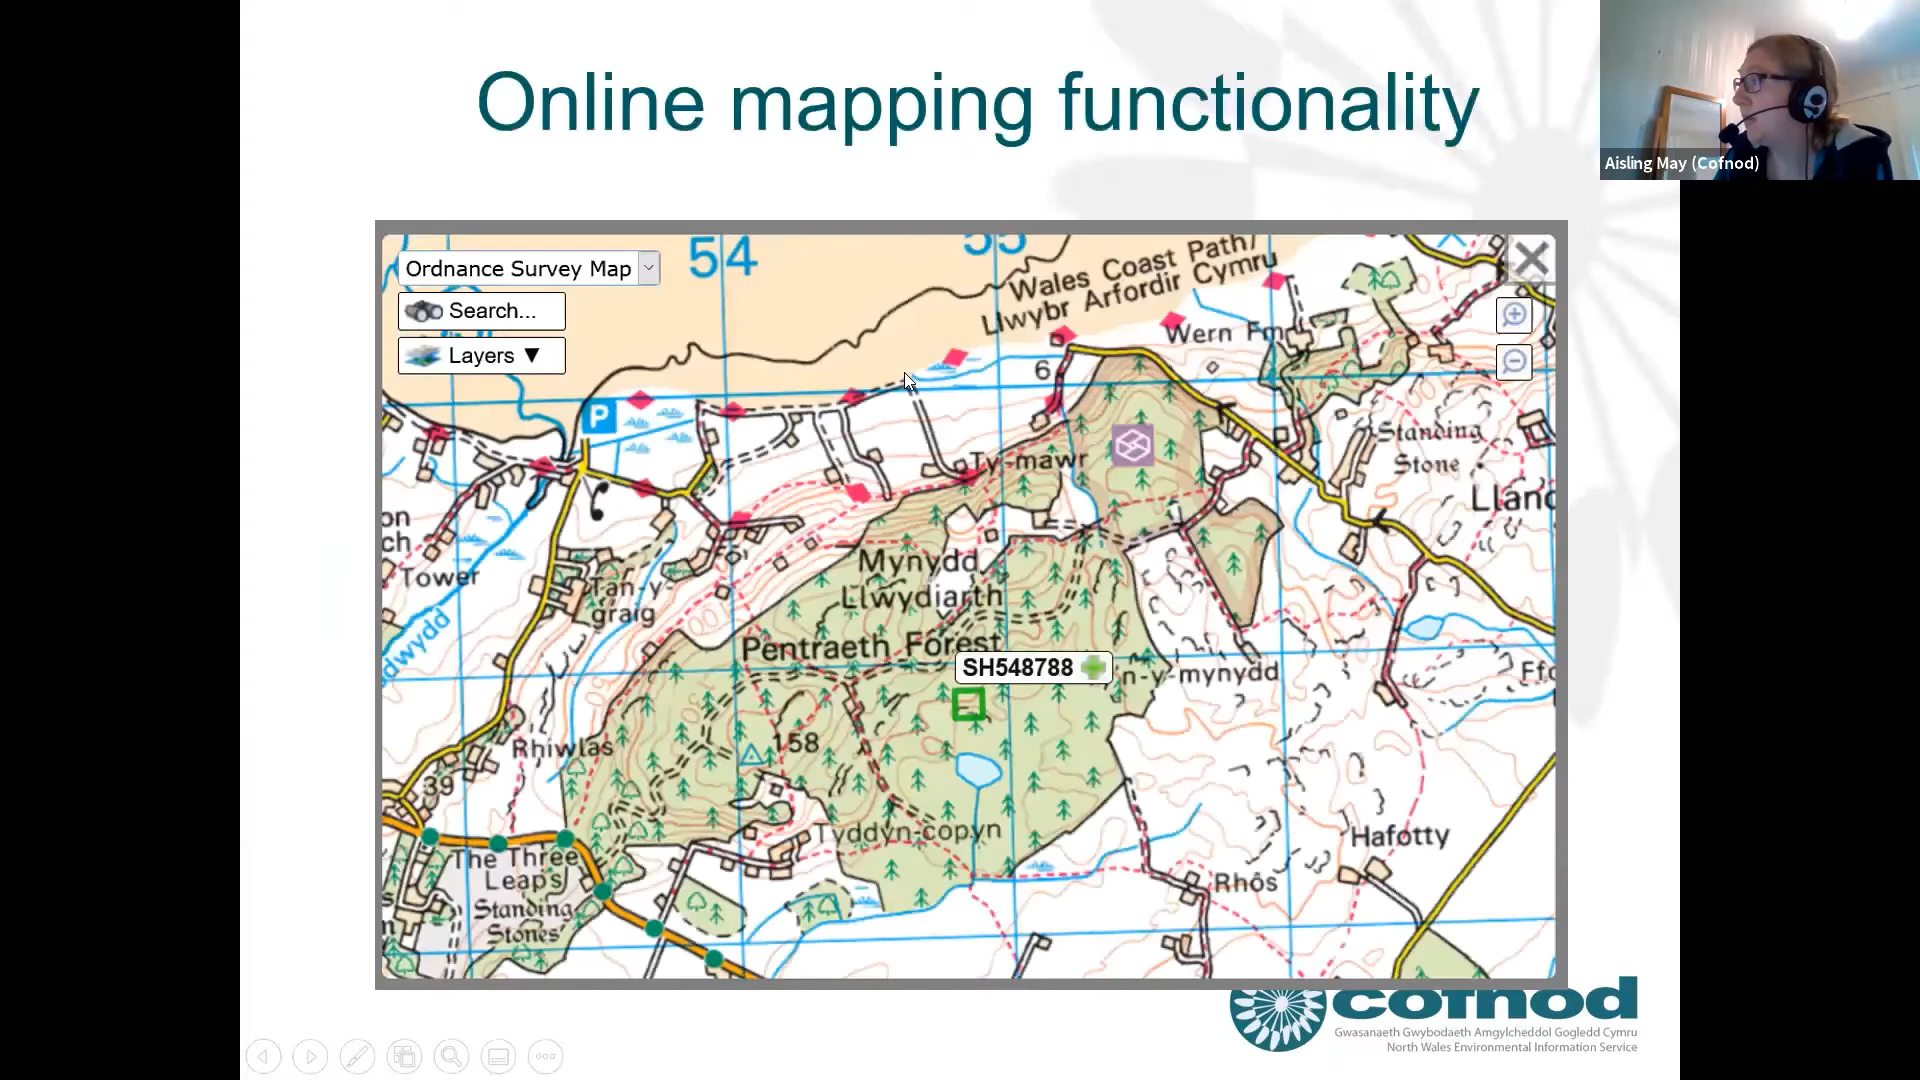 Online mapping functionality
Aisling May (Cofnod)
Ordnance Survey Map
Search...
Layers ▼
54
55
Wales Coast Path/
Llwybr Arfordir Cymru
Wern Fm
6
P
Standing
Stone
Ty-mawr
on
ch
Tower
Tan-y-
graig
Mynydd
Llwydiarth
Pentraeth Forest
SH548788
n-y-mynydd
Rhiwlas
158
39
Tyddyn-copyn
Hafotty
The Three
Leaps
Standing
Stones
Rhôs
cofnod
Gwasanaeth Gwybodaeth Amgylcheddol Gogledd Cymru
North Wales Environmental Information Service